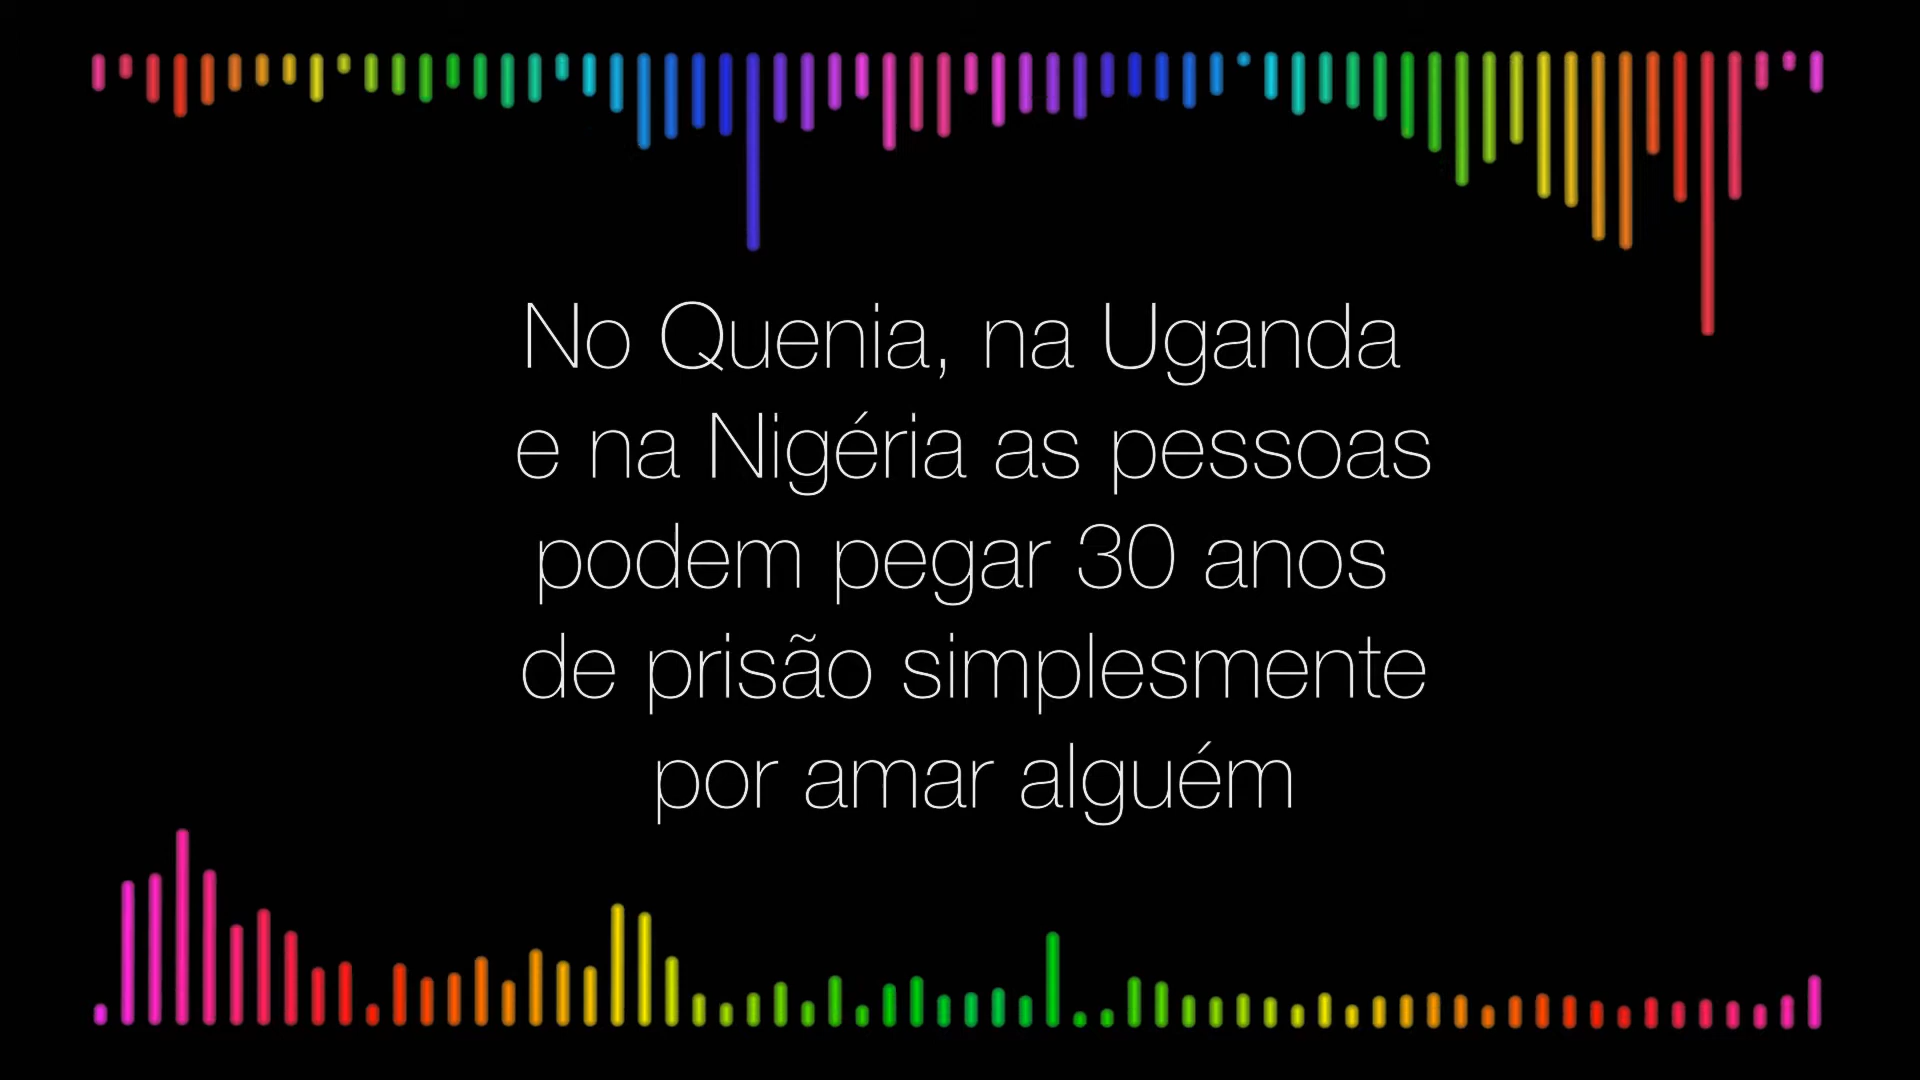 No Quenia, na Uganda
e na Nigéria as pessoas
podem pegar 30 anos
de prisão simplesmente
por amar alguém